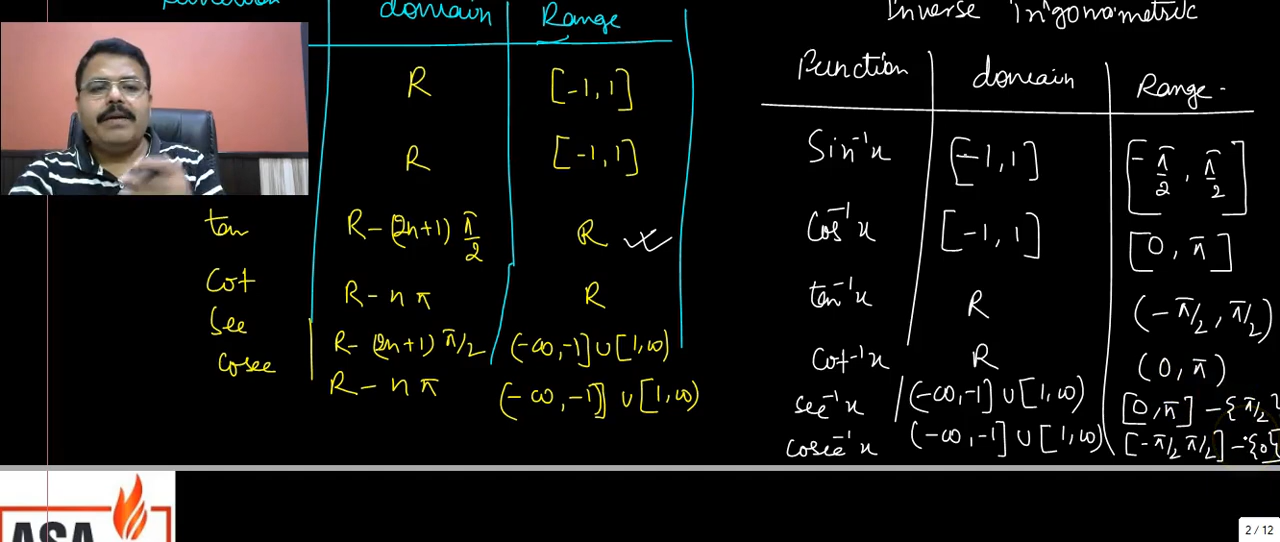 function domain Range
R [-1,1]
R [-1,1]
tan R-(2n+1) π/2 R
Cot R-nπ R
Sec R-(2n+1) π/2 (-∞,-1]∪[1,∞)
Cosec R-nπ (-∞,-1]∪[1,∞)
Inverse Trigonometric
Function domain Range-
Sin⁻¹x [-1,1] [-π/2, π/2]
Cos⁻¹x [-1,1] [0,π]
tan⁻¹x R (-π/2, π/2)
Cot⁻¹x R (0,π)
sec⁻¹x (-∞,-1]∪[1,∞) [0,π]-{π/2}
cosec⁻¹x (-∞,-1]∪[1,∞) [-π/2 π/2]-{0}
ASA
2 / 12